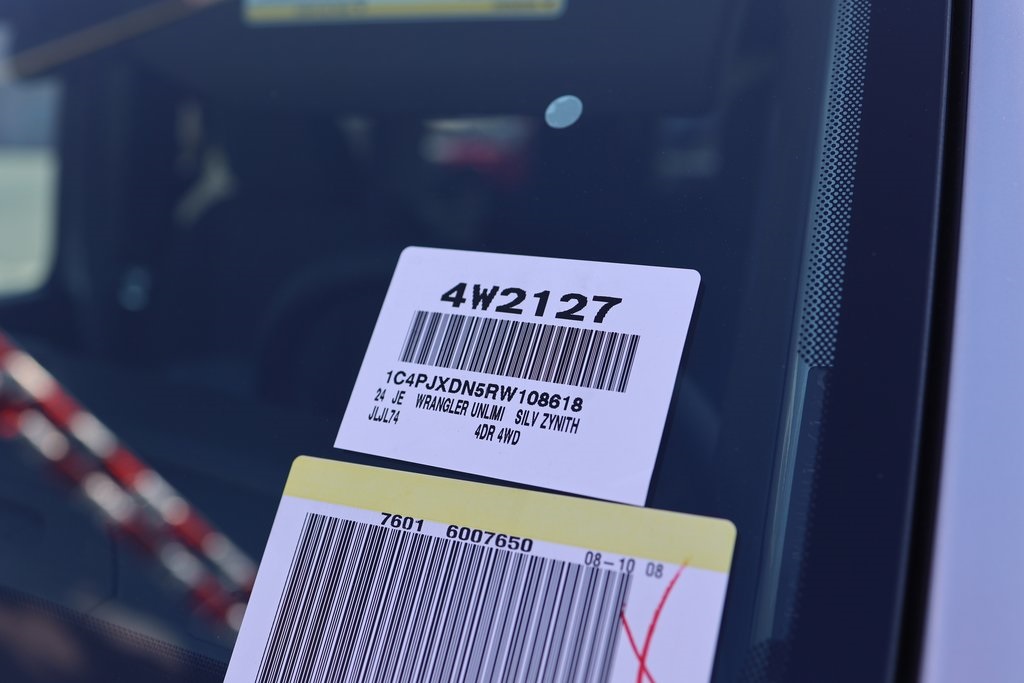 4W2127
1C4PJXDN5RW108618
24 JE WRANGLER UNLIMI SILV ZYNITH
JLJL74 4DR 4WD
7601 6007650 08-10 08